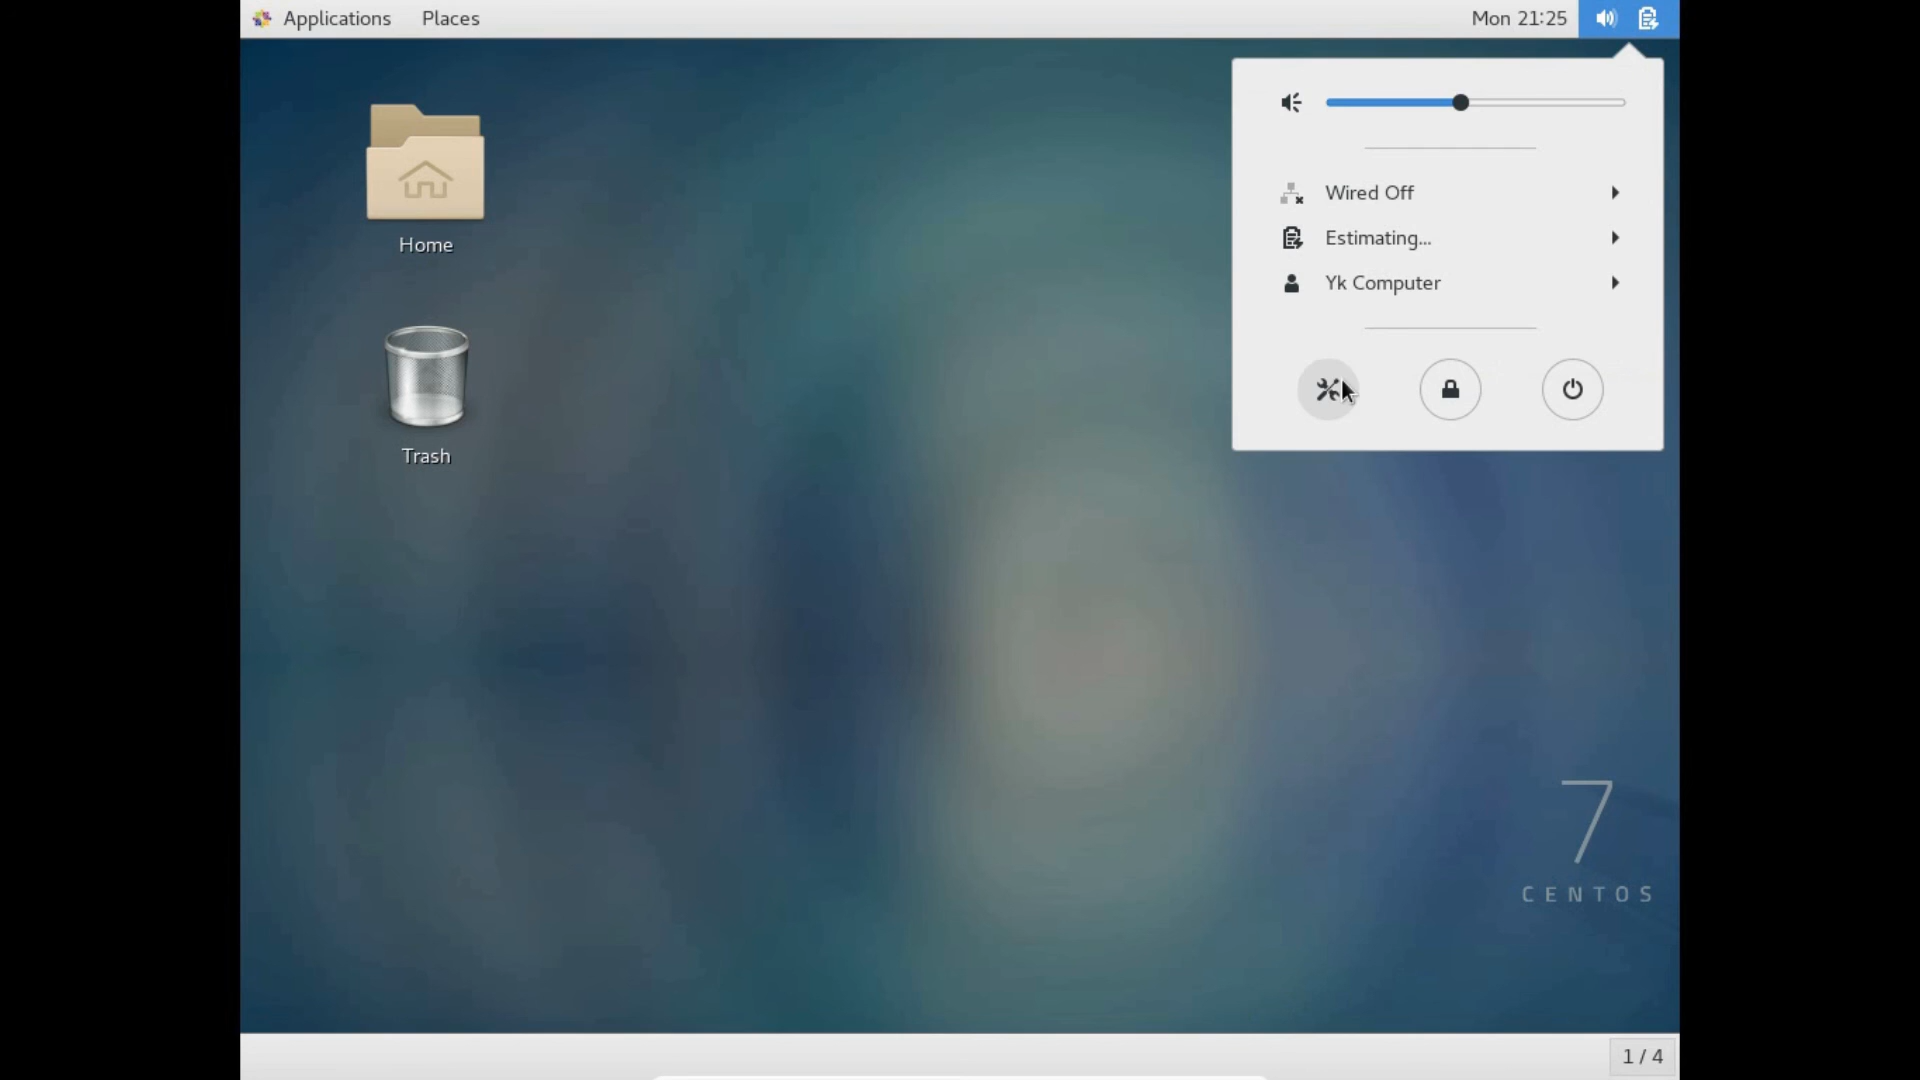 Applications Places Mon 21:25
Home
Trash
Wired Off
Estimating...
Yk Computer
7
CENTOS
1 / 4